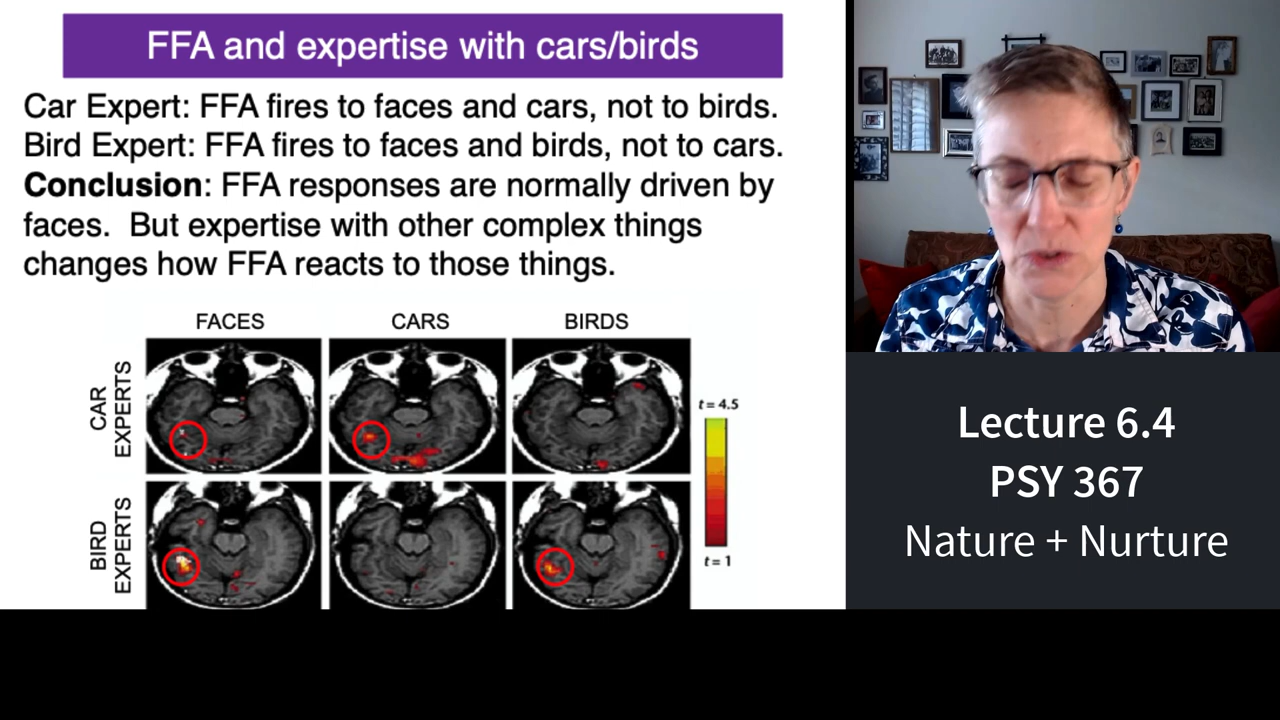 FFA and expertise with cars/birds
Car Expert: FFA fires to faces and cars, not to birds.
Bird Expert: FFA fires to faces and birds, not to cars.
Conclusion: FFA responses are normally driven by
faces.  But expertise with other complex things
changes how FFA reacts to those things.
FACES
CARS
BIRDS
CAR
EXPERTS
BIRD
EXPERTS
t = 4.5
t = 1
Lecture 6.4
PSY 367
Nature + Nurture